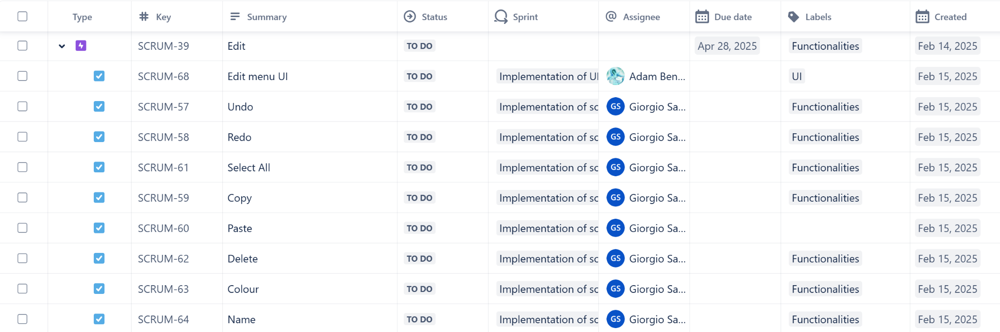 Type Key Summary Status Sprint Assignee Due date Labels Created
SCRUM-39 Edit TO DO Apr 28, 2025 Functionalities Feb 14, 2025
SCRUM-68 Edit menu UI TO DO Implementation of UI Adam Ben... UI Feb 15, 2025
SCRUM-57 Undo TO DO Implementation of sc GS Giorgio Sa... Functionalities Feb 15, 2025
SCRUM-58 Redo TO DO Implementation of sc GS Giorgio Sa... Functionalities Feb 15, 2025
SCRUM-61 Select All TO DO Implementation of sc GS Giorgio Sa... Functionalities Feb 15, 2025
SCRUM-59 Copy TO DO Implementation of sc GS Giorgio Sa... Functionalities Feb 15, 2025
SCRUM-60 Paste TO DO Implementation of sc GS Giorgio Sa... Feb 15, 2025
SCRUM-62 Delete TO DO Implementation of sc GS Giorgio Sa... Functionalities Feb 15, 2025
SCRUM-63 Colour TO DO Implementation of sc GS Giorgio Sa... Functionalities Feb 15, 2025
SCRUM-64 Name TO DO Implementation of sc GS Giorgio Sa... Functionalities Feb 15, 2025